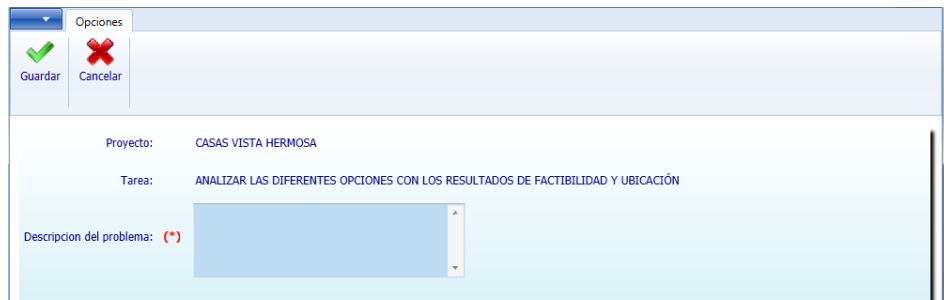 Opciones
Guardar
Cancelar
Proyecto: CASAS VISTA HERMOSA
Tarea: ANALIZAR LAS DIFERENTES OPCIONES CON LOS RESULTADOS DE FACTIBILIDAD Y UBICACIÓN
Descripcion del problema: (*)